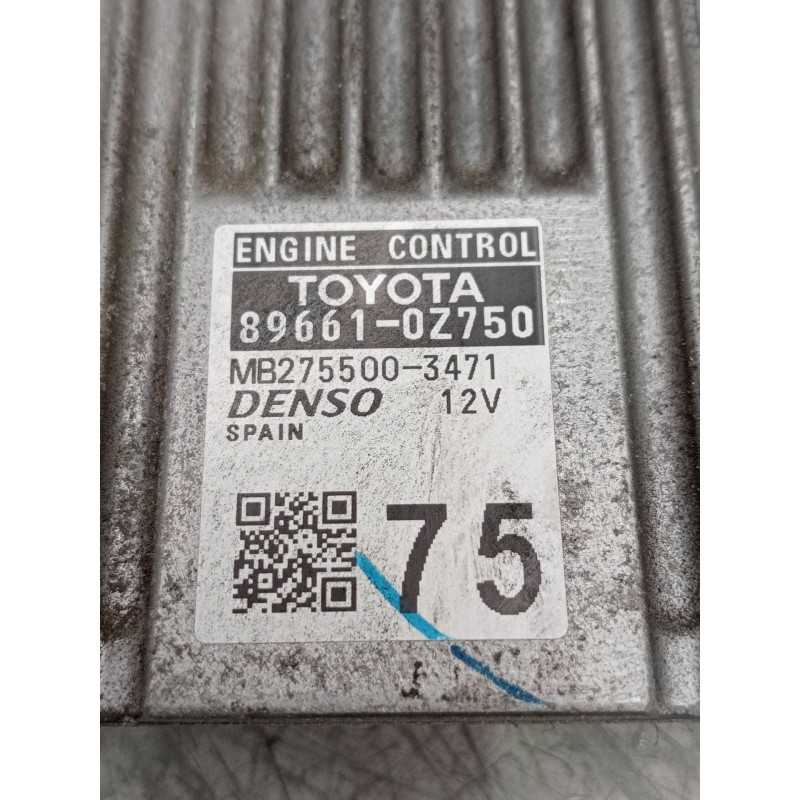 ENGINE CONTROL
TOYOTA
89661-0Z750
MB275500-3471
DENSO 12V
SPAIN
75